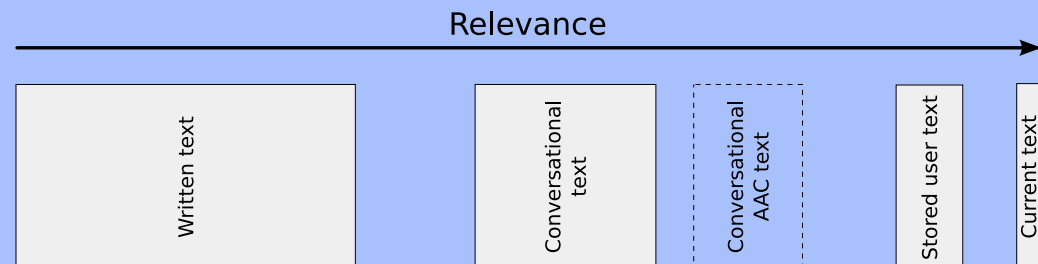 Relevance
Written text
Conversational
text
Conversational
AAC text
Stored user text
Current text